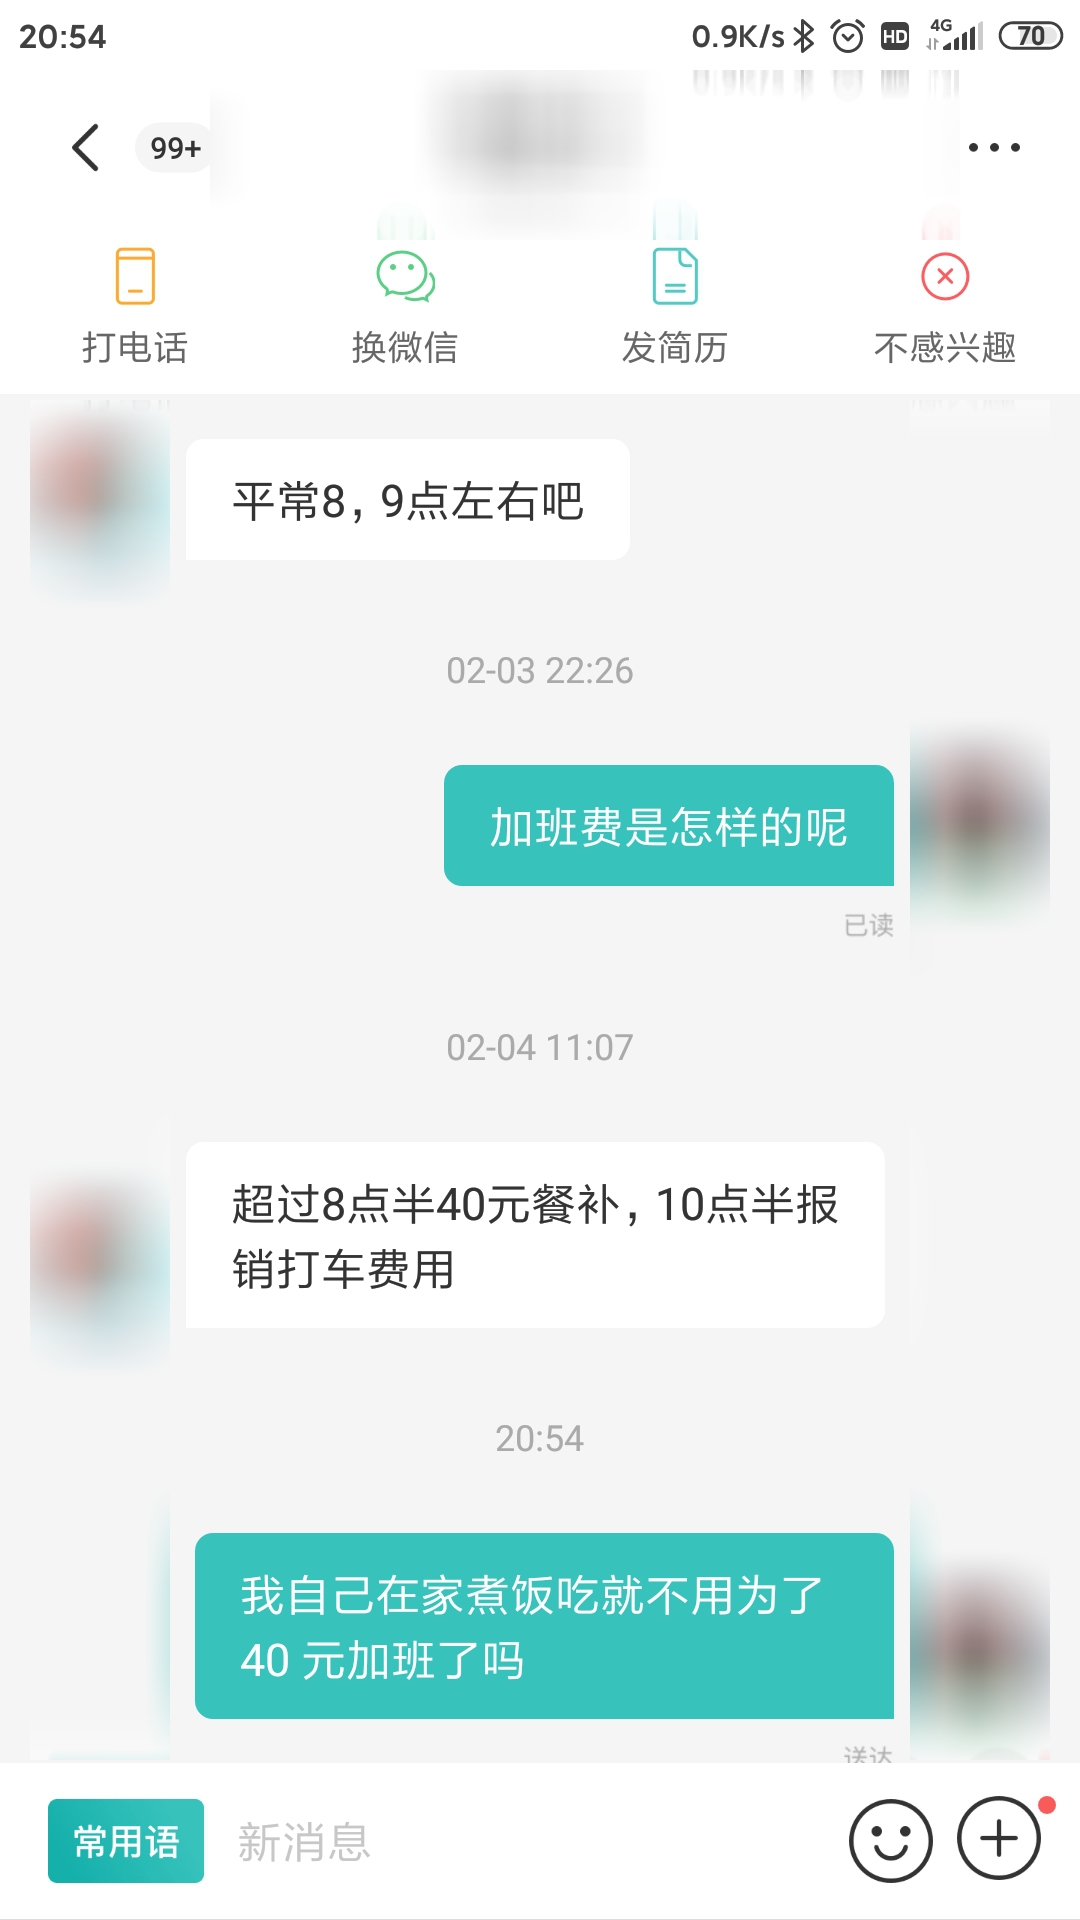 20:54
0.9K/s
HD
4G
70
99+
打电话
换微信
发简历
不感兴趣
平常8，9点左右吧
02-03 22:26
加班费是怎样的呢
已读
02-04 11:07
超过8点半40元餐补，10点半报
销打车费用
20:54
我自己在家煮饭吃就不用为了
40 元加班了吗
送达
常用语
新消息